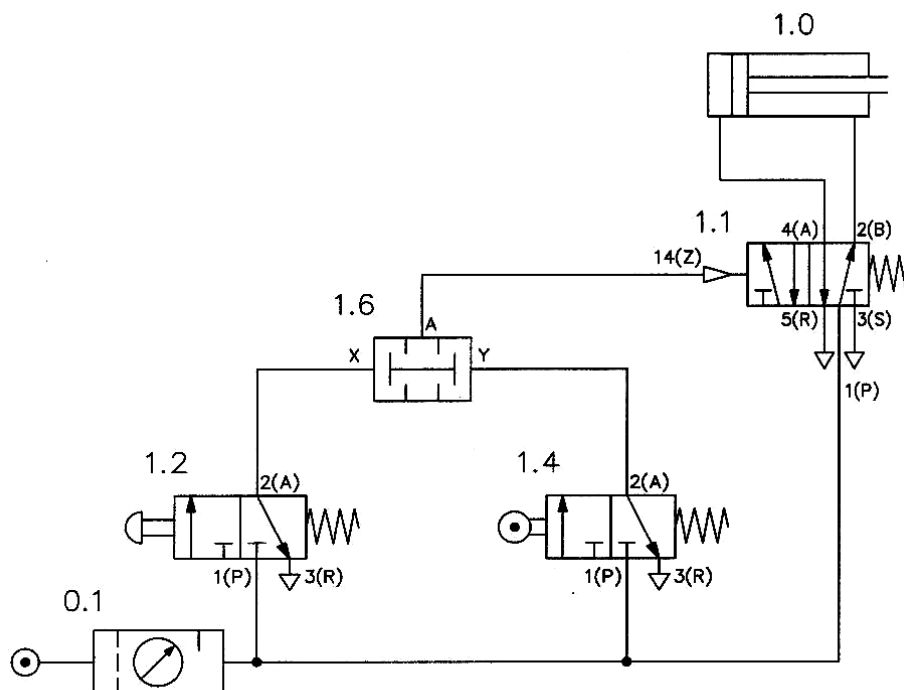 1.0
1.1
4(A) 2(B)
14(Z)
5(R) 3(S)
1(P)
1.6
A
X Y
1.2
2(A)
1(P) 3(R)
1.4
2(A)
1(P) 3(R)
0.1